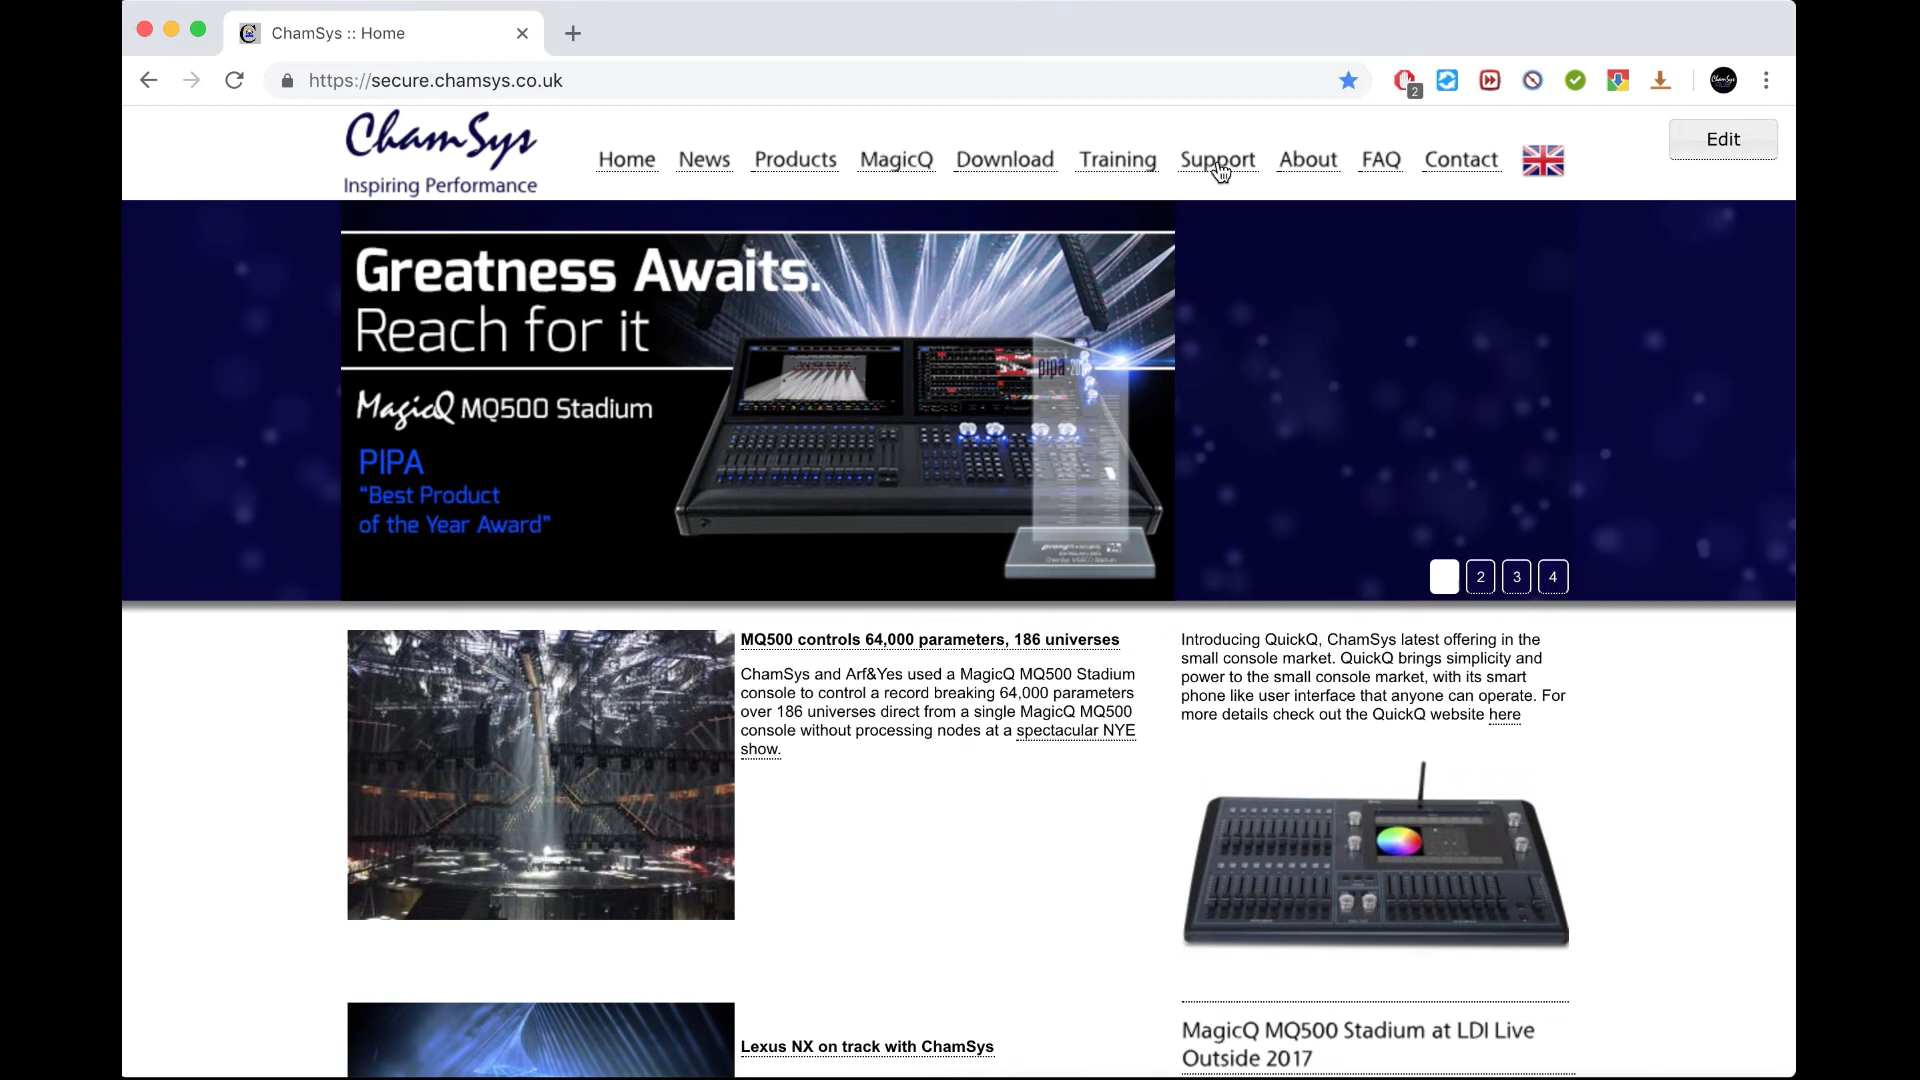 ChamSys :: Home
https://secure.chamsys.co.uk
2
ChamSys
Inspiring Performance
Home News Products MagicQ Download Training Support About FAQ Contact
Edit
Greatness Awaits.
Reach for it
MagicQ MQ500 Stadium
PIPA
“Best Product
of the Year Award”
pipa
2 3 4
MQ500 controls 64,000 parameters, 186 universes
ChamSys and Arf&Yes used a MagicQ MQ500 Stadium
console to control a record breaking 64,000 parameters
over 186 universes direct from a single MagicQ MQ500
console without processing nodes at a spectacular NYE
show.
Introducing QuickQ, ChamSys latest offering in the
small console market. QuickQ brings simplicity and
power to the small console market, with its smart
phone like user interface that anyone can operate. For
more details check out the QuickQ website here
Lexus NX on track with ChamSys
MagicQ MQ500 Stadium at LDI Live
Outside 2017